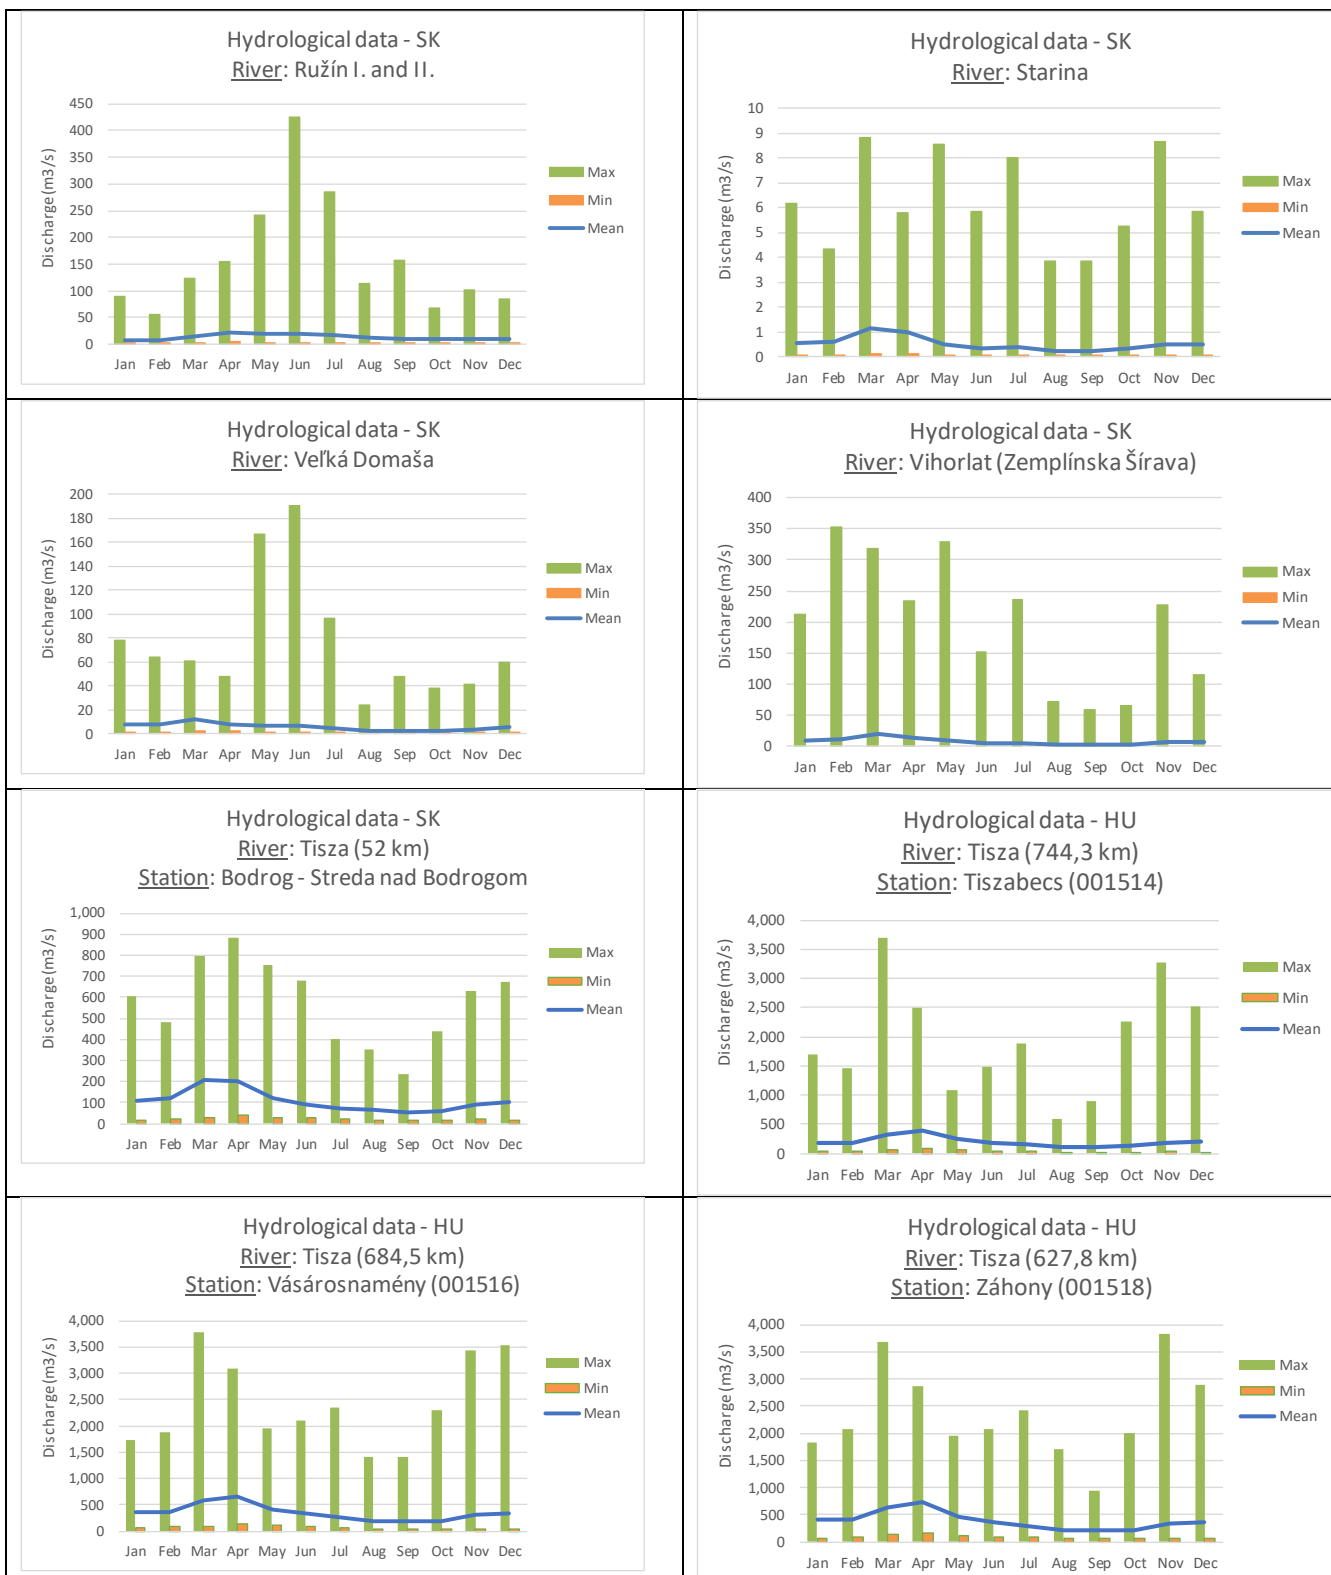 Hydrological data - SK
River: Ružín I. and II.
Discharge (m3/s)
450
400
350
300
250
200
150
100
50
0
Jan Feb Mar Apr May Jun Jul Aug Sep Oct Nov Dec
Max
Min
Mean
Hydrological data - SK
River: Starina
Discharge (m3/s)
10
9
8
7
6
5
4
3
2
1
0
Jan Feb Mar Apr May Jun Jul Aug Sep Oct Nov Dec
Max
Min
Mean
Hydrological data - SK
River: Veľká Domaša
Discharge (m3/s)
200
180
160
140
120
100
80
60
40
20
0
Jan Feb Mar Apr May Jun Jul Aug Sep Oct Nov Dec
Max
Min
Mean
Hydrological data - SK
River: Vihorlat (Zemplínska Šírava)
Discharge (m3/s)
400
350
300
250
200
150
100
50
0
Jan Feb Mar Apr May Jun Jul Aug Sep Oct Nov Dec
Max
Min
Mean
Hydrological data - SK
River: Tisza (52 km)
Station: Bodrog - Streda nad Bodrogom
Discharge (m3/s)
1,000
900
800
700
600
500
400
300
200
100
0
Jan Feb Mar Apr May Jun Jul Aug Sep Oct Nov Dec
Max
Min
Mean
Hydrological data - HU
River: Tisza (744,3 km)
Station: Tiszabecs (001514)
Discharge (m3/s)
4,000
3,500
3,000
2,500
2,000
1,500
1,000
500
0
Jan Feb Mar Apr May Jun Jul Aug Sep Oct Nov Dec
Max
Min
Mean
Hydrological data - HU
River: Tisza (684,5 km)
Station: Vásárosnamény (001516)
Discharge (m3/s)
4,000
3,500
3,000
2,500
2,000
1,500
1,000
500
0
Jan Feb Mar Apr May Jun Jul Aug Sep Oct Nov Dec
Max
Min
Mean
Hydrological data - HU
River: Tisza (627,8 km)
Station: Záhony (001518)
Discharge (m3/s)
4,000
3,500
3,000
2,500
2,000
1,500
1,000
500
0
Jan Feb Mar Apr May Jun Jul Aug Sep Oct Nov Dec
Max
Min
Mean